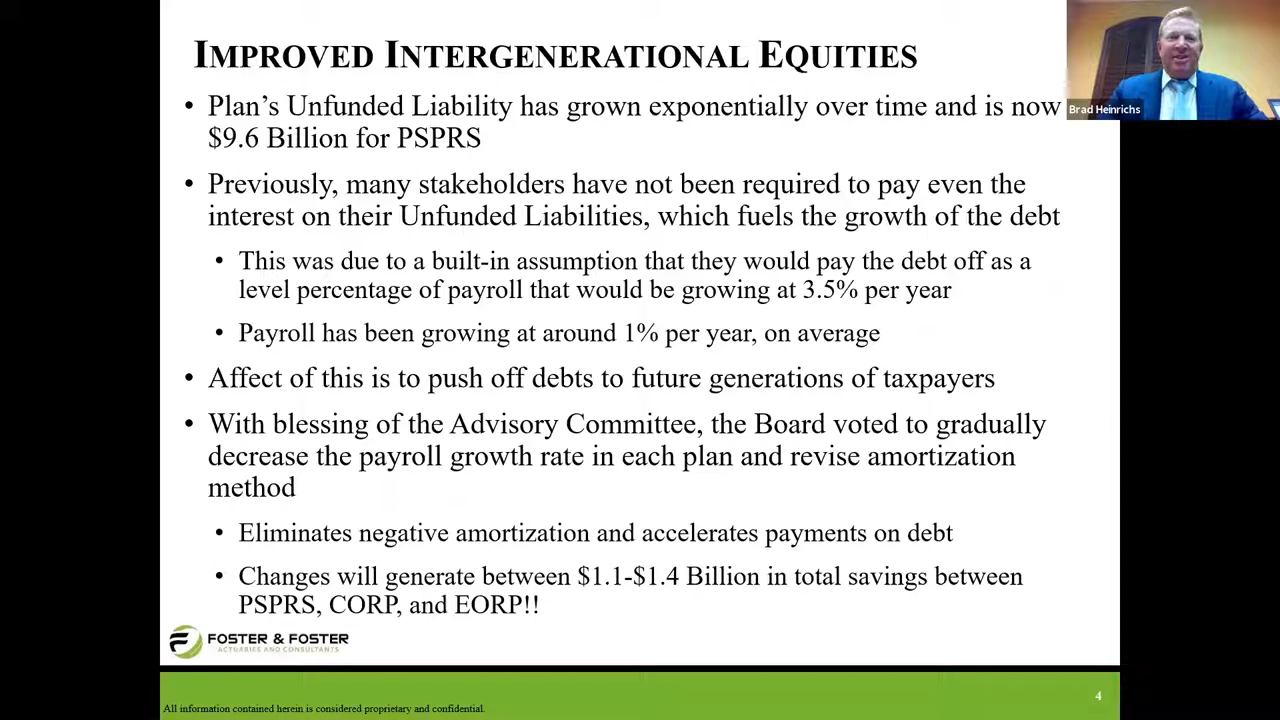 IMPROVED INTERGENERATIONAL EQUITIES
Brad Heinrichs
• Plan's Unfunded Liability has grown exponentially over time and is now
$9.6 Billion for PSPRS
• Previously, many stakeholders have not been required to pay even the
interest on their Unfunded Liabilities, which fuels the growth of the debt
• This was due to a built-in assumption that they would pay the debt off as a
level percentage of payroll that would be growing at 3.5% per year
• Payroll has been growing at around 1% per year, on average
• Affect of this is to push off debts to future generations of taxpayers
• With blessing of the Advisory Committee, the Board voted to gradually
decrease the payroll growth rate in each plan and revise amortization
method
• Eliminates negative amortization and accelerates payments on debt
• Changes will generate between $1.1-$1.4 Billion in total savings between
PSPRS, CORP, and EORP!!
FOSTER & FOSTER
ACTUARIES AND CONSULTANTS
4
All information contained herein is considered proprietary and confidential.